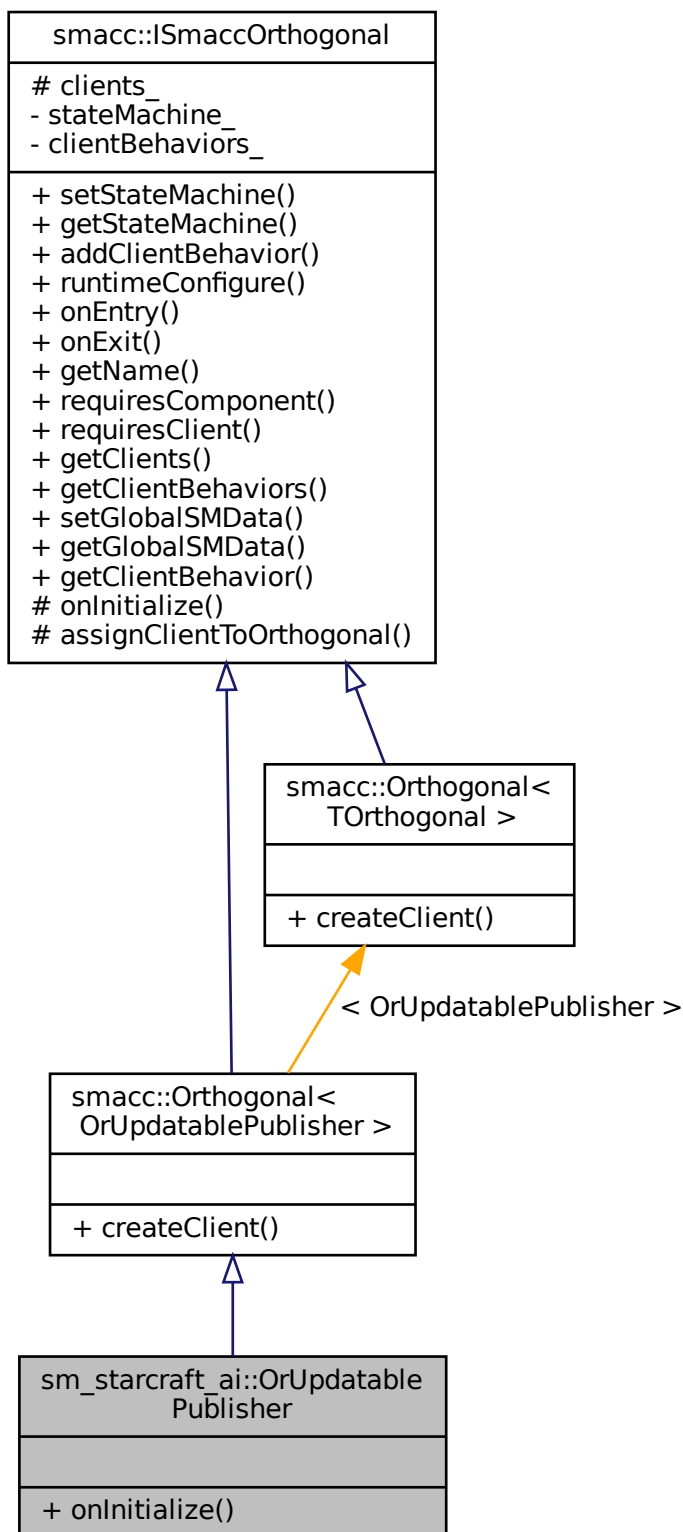 smacc::ISmaccOrthogonal
# clients_
- stateMachine_
- clientBehaviors_
+ setStateMachine()
+ getStateMachine()
+ addClientBehavior()
+ runtimeConfigure()
+ onEntry()
+ onExit()
+ getName()
+ requiresComponent()
+ requiresClient()
+ getClients()
+ getClientBehaviors()
+ setGlobalSMData()
+ getGlobalSMData()
+ getClientBehavior()
# onInitialize()
# assignClientToOrthogonal()
smacc::Orthogonal<
TOrthogonal >
+ createClient()
< OrUpdatablePublisher >
smacc::Orthogonal<
OrUpdatablePublisher >
+ createClient()
sm_starcraft_ai::OrUpdatable
Publisher
+ onInitialize()